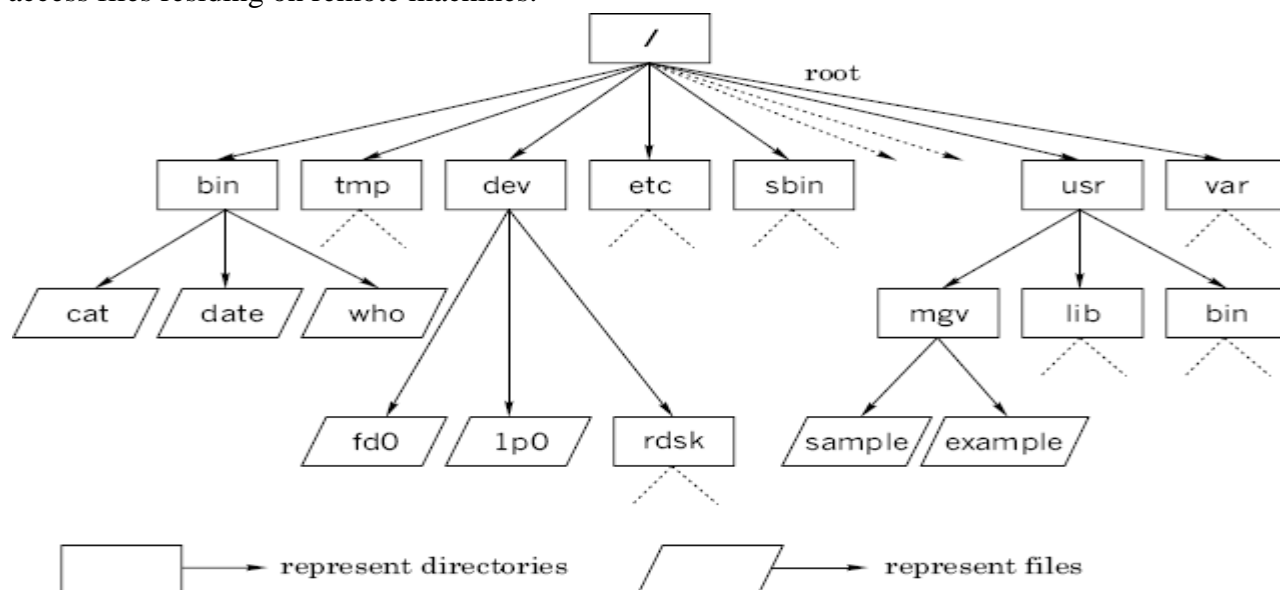 access files residing on remote machines.
/
root
bin tmp dev etc sbin usr var
cat date who mgv lib bin
fd0 1p0 rdsk sample example
represent directories represent files